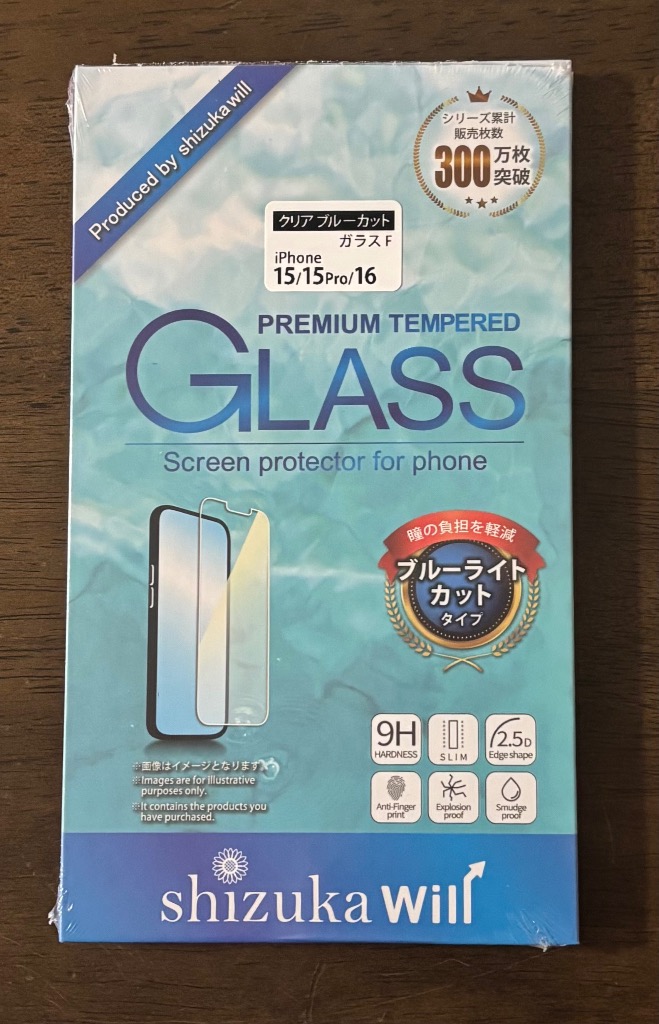 Produced by shizukawill
シリーズ累計
販売枚数
300万枚
突破
クリア ブルーカット
ガラスF
iPhone
15/15Pro/16
PREMIUM TEMPERED
GLASS
Screen protector for phone
瞳の負担を軽減
ブルーライト
カット
タイプ
9H
HARDNESS
SLIM
2.5D
Edge shape
Anti-Finger
print
Explosion
proof
Smudge
proof
※画像はイメージとなります。
※Images are for illustrative
purposes only.
※It contains the products you
have purchased.
shizuka Will